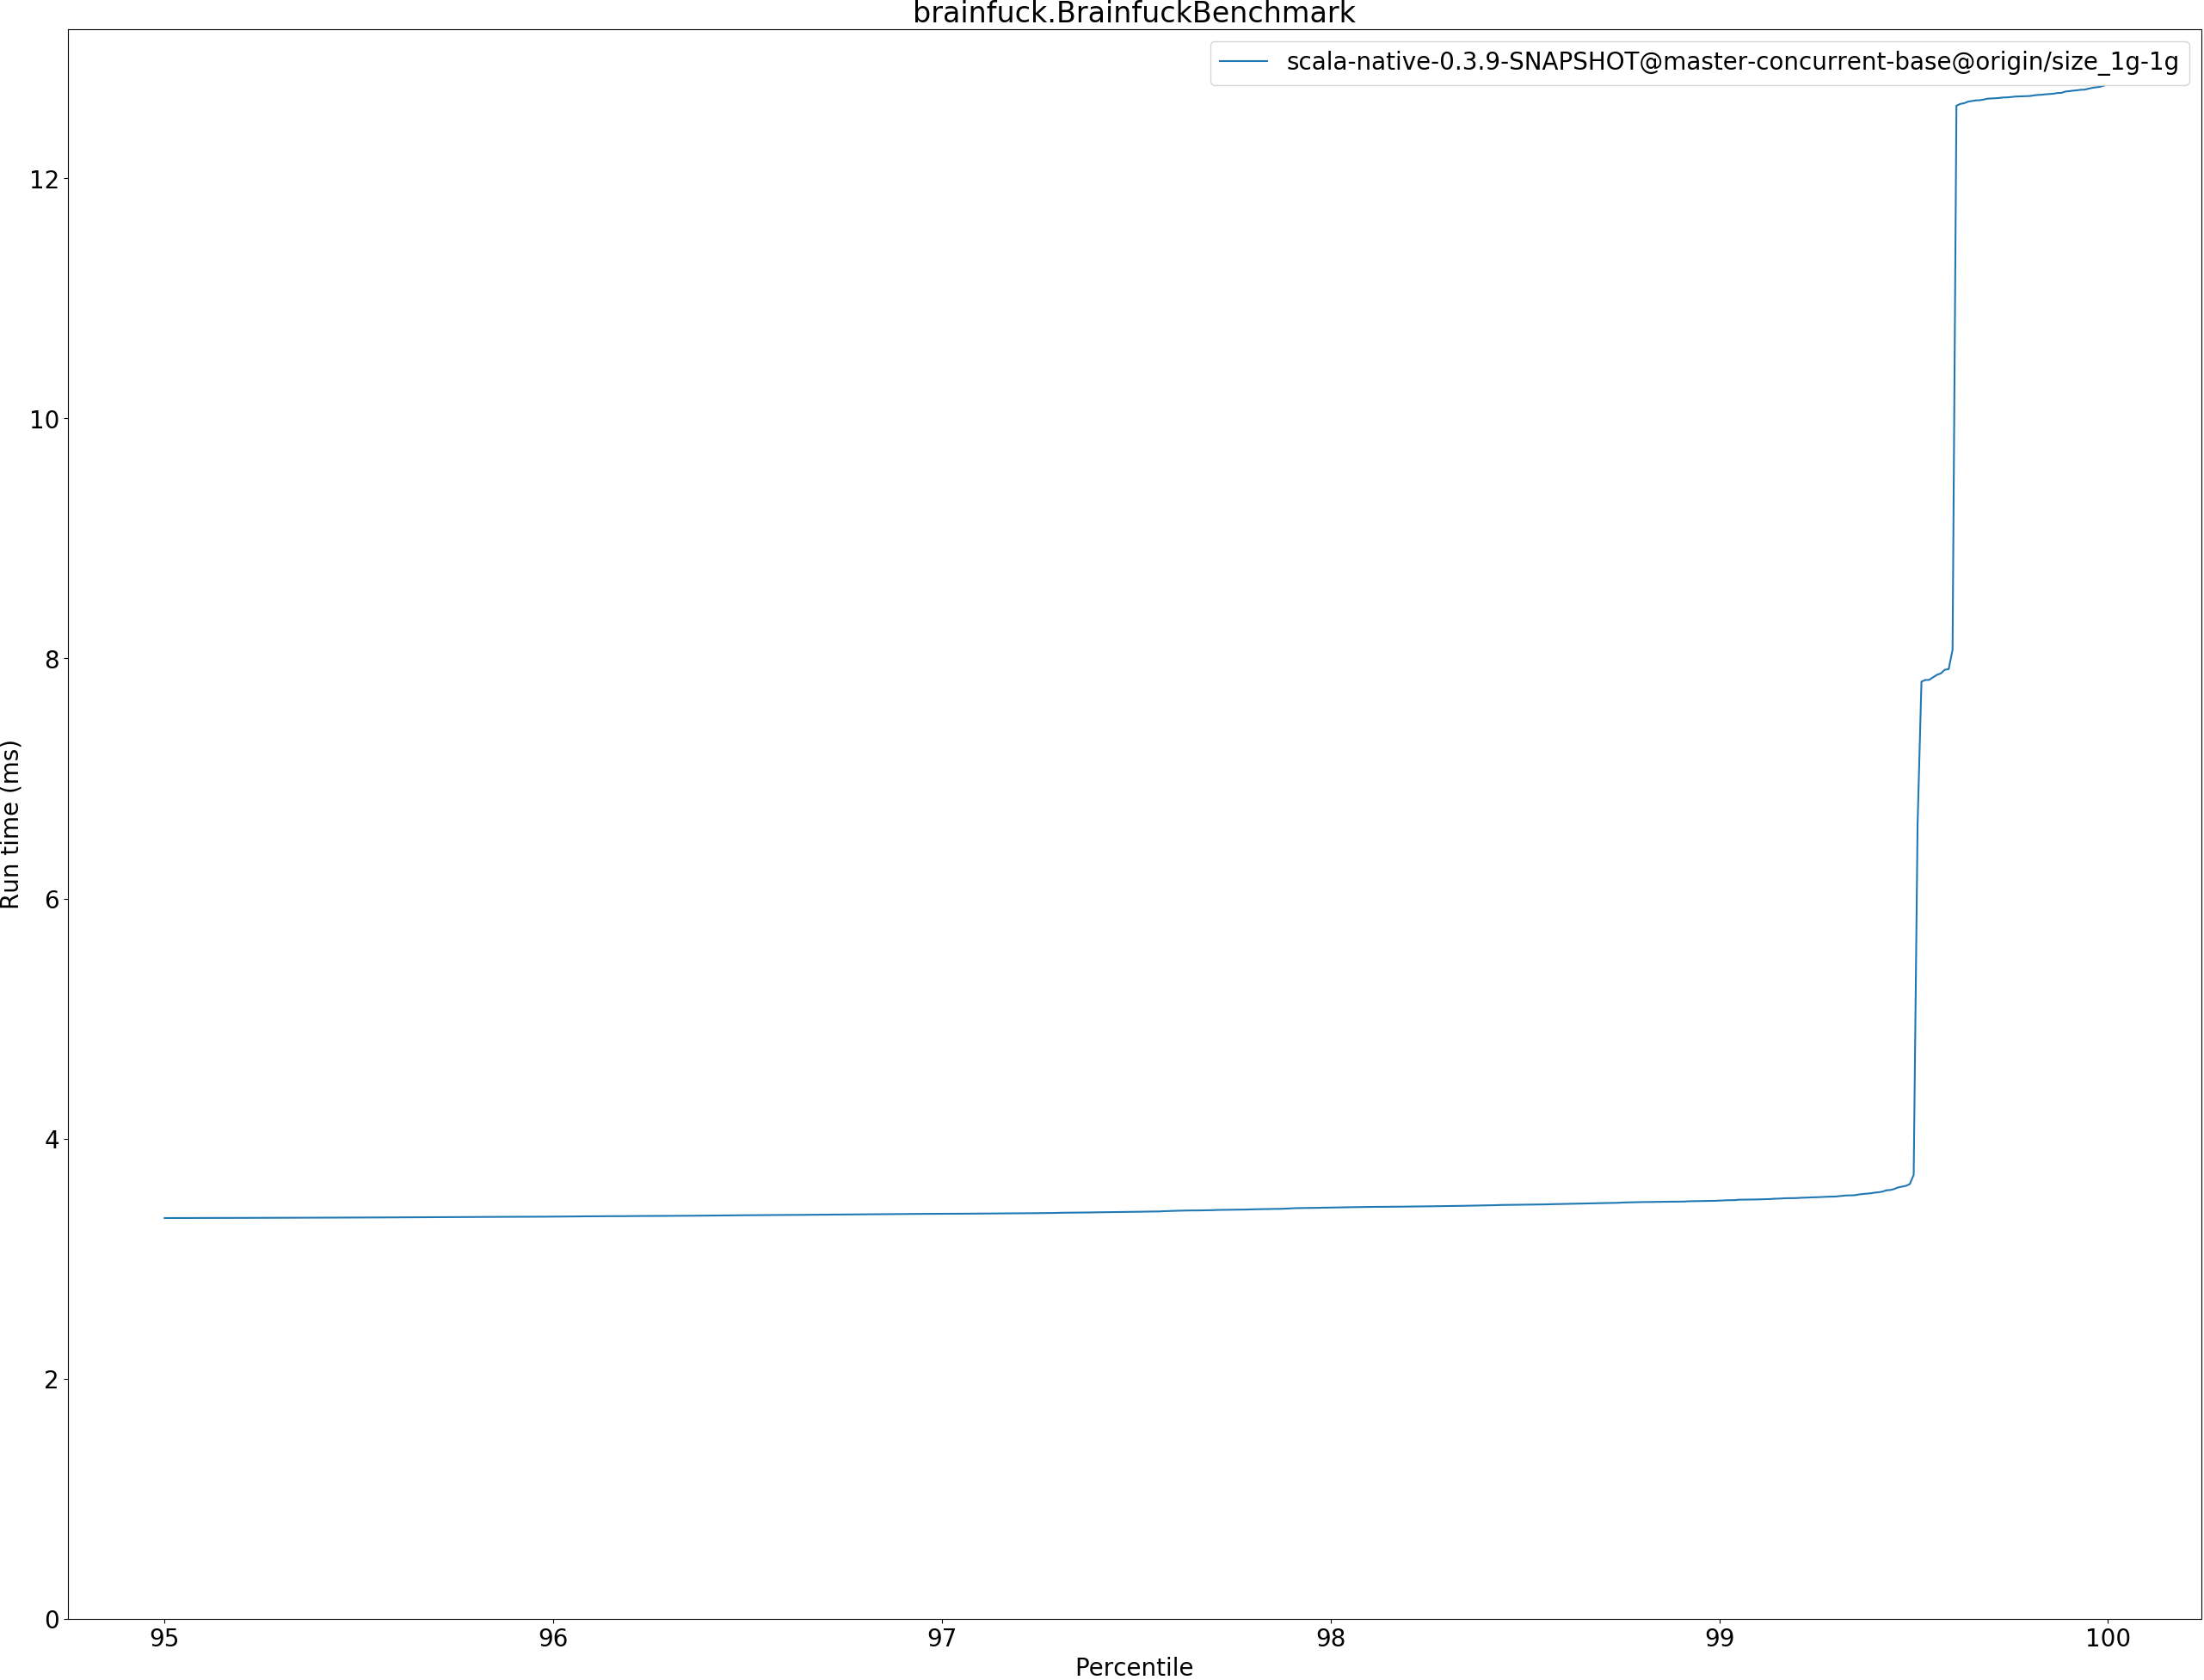 brainfuck.BrainfuckBenchmark
scala-native-0.3.9-SNAPSHOT@master-concurrent-base@origin/size_1g-1g
12
10
8
6
4
2
0
Run time (ms)
95 96 97 98 99 100
Percentile